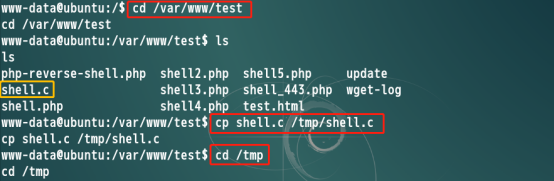 www-data@ubuntu:/$ cd /var/www/test
cd /var/www/test
www-data@ubuntu:/var/www/test$ ls
ls
php-reverse-shell.php shell2.php shell5.php update
shell.c shell3.php shell_443.php wget-log
shell.php shell4.php test.html
www-data@ubuntu:/var/www/test$ cp shell.c /tmp/shell.c
cp shell.c /tmp/shell.c
www-data@ubuntu:/var/www/test$ cd /tmp
cd /tmp